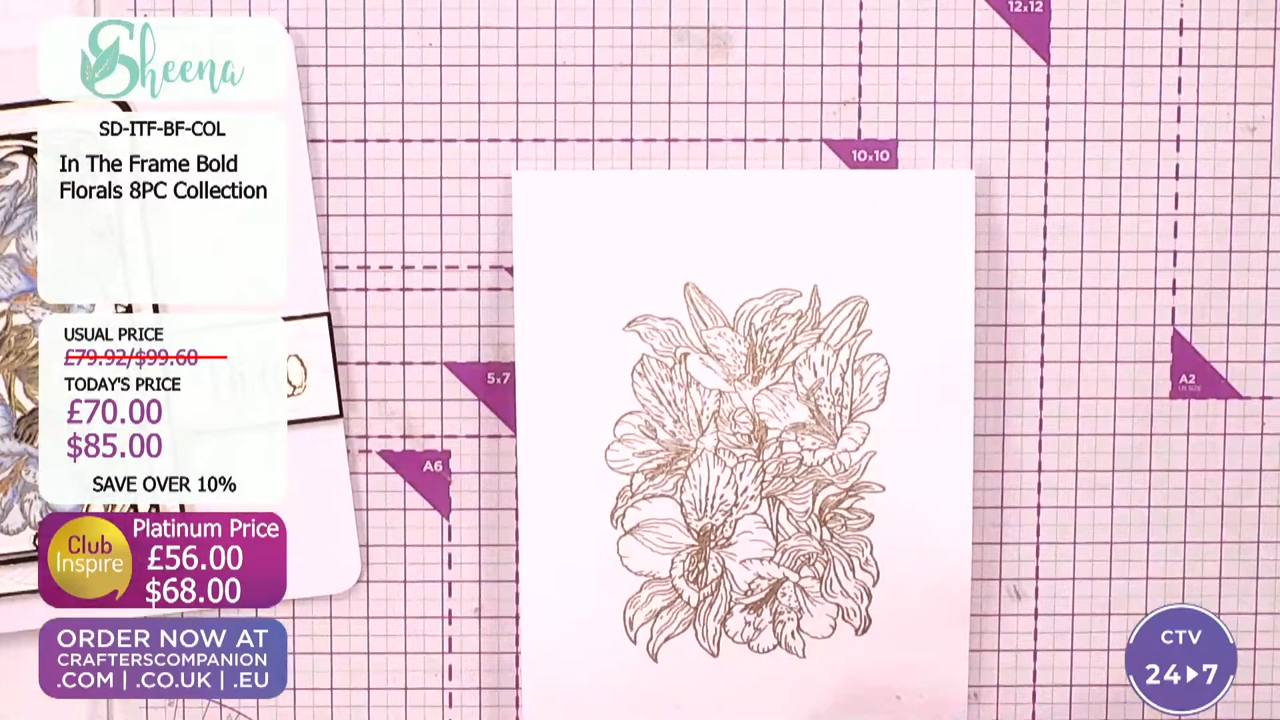 Sheena
SD-ITF-BF-COL
In The Frame Bold
Florals 8PC Collection
USUAL PRICE
£79.92/$99.60
TODAY'S PRICE
£70.00
$85.00
SAVE OVER 10%
Club
Inspire
Platinum Price
£56.00
$68.00
ORDER NOW AT
CRAFTERSCOMPANION
.COM | .CO.UK | .EU
12x12
10x10
5x7
A6
A2
US SIZE
CTV
24▶7